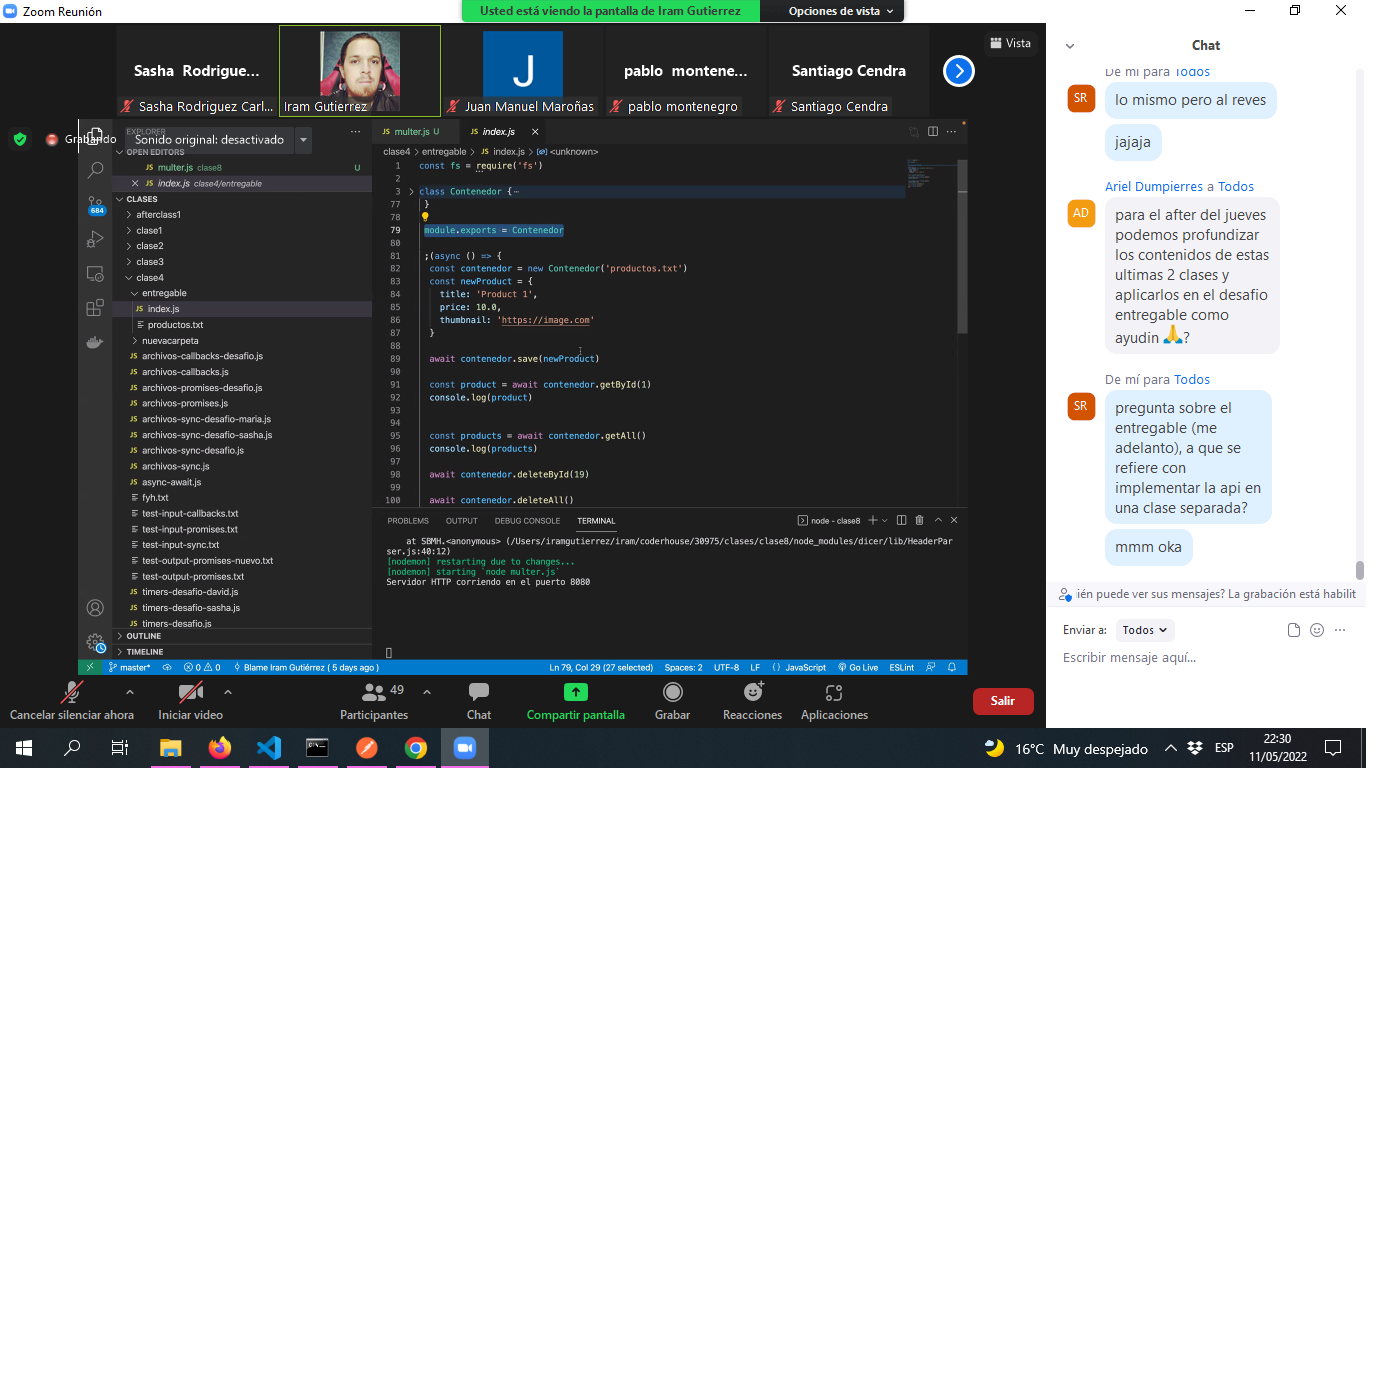 Zoom Reunión
Usted está viendo la pantalla de Iram Gutierrez
Opciones de vista
Sasha Rodrigue...
Sasha Rodriguez Carl...
Iram Gutierrez
J
Juan Manuel Maroñas
pablo montene...
pablo montenegro
Santiago Cendra
Santiago Cendra
Vista
Grabando
EXPLORER
Sonido original: desactivado
OPEN EDITORS
JS multer.js clase8 U
JS index.js clase4/entregable
CLASES
afterclass1
clase1
clase2
clase3
clase4
entregable
JS index.js
productos.txt
nuevacarpeta
JS archivos-callbacks-desafio.js
JS archivos-callbacks.js
JS archivos-promises-desafio.js
JS archivos-promises.js
JS archivos-sync-desafio-maria.js
JS archivos-sync-desafio-sasha.js
JS archivos-sync-desafio.js
JS archivos-sync.js
JS async-await.js
fyh.txt
test-input-callbacks.txt
test-input-promises.txt
test-input-sync.txt
test-output-promises-nuevo.txt
test-output-promises.txt
JS timers-desafio-david.js
JS timers-desafio-sasha.js
JS timers-desafio.js
OUTLINE
TIMELINE
684
JS multer.js U
JS index.js
clase4 > entregable > JS index.js > <unknown>
1 const fs = require('fs')
2
3 class Contenedor {
77 }
78
79 module.exports = Contenedor
80
81 ;(async () => {
82 const contenedor = new Contenedor('productos.txt')
83 const newProduct = {
84 title: 'Product 1',
85 price: 10.0,
86 thumbnail: 'https://image.com'
87 }
88
89 await contenedor.save(newProduct)
90
91 const product = await contenedor.getById(1)
92 console.log(product)
93
94
95 const products = await contenedor.getAll()
96 console.log(products)
97
98 await contenedor.deleteById(19)
99
100 await contenedor.deleteAll()
PROBLEMS OUTPUT DEBUG CONSOLE TERMINAL
node - clase8
at SBMH.<anonymous> (/Users/iramgutierrez/iram/coderhouse/30975/clases/clase8/node_modules/dicer/lib/HeaderPar
ser.js:40:12)
[nodemon] restarting due to changes...
[nodemon] starting `node multer.js`
Servidor HTTP corriendo en el puerto 8080
master* 0 0 Blame Iram Gutiérrez ( 5 days ago )
Ln 79, Col 29 (27 selected) Spaces: 2 UTF-8 LF {} JavaScript Go Live ESLint
Cancelar silenciar ahora
Iniciar video
49
Participantes
Chat
Compartir pantalla
Grabar
Reacciones
Aplicaciones
Salir
Chat
De mí para Todos
SR
lo mismo pero al reves
jajaja
Ariel Dumpierres a Todos
AD
para el after del jueves
podemos profundizar
los contenidos de estas
ultimas 2 clases y
aplicarlos en el desafio
entregable como
ayudin 🙏?
De mí para Todos
SR
pregunta sobre el
entregable (me
adelanto), a que se
refiere con
implementar la api en
una clase separada?
mmm oka
ién puede ver sus mensajes? La grabación está habilit
Enviar a: Todos
Escribir mensaje aquí...
16°C Muy despejado
ESP
22:30
11/05/2022